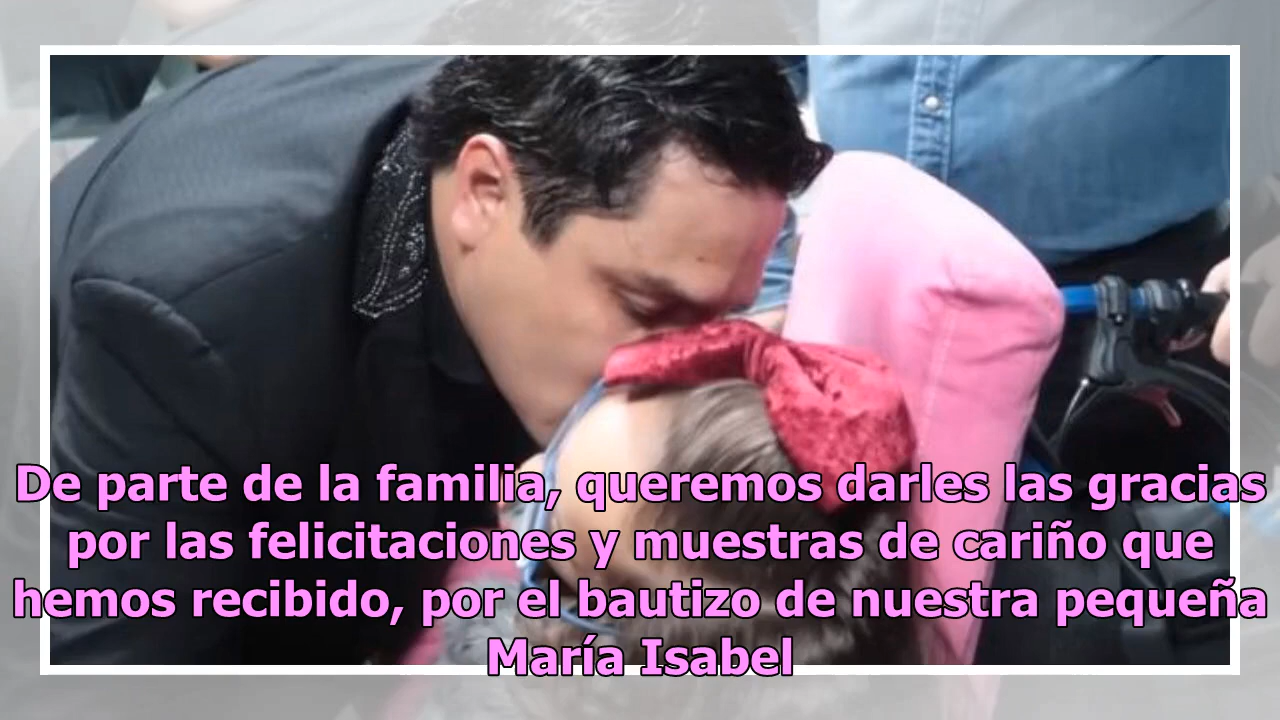 De parte de la familia, queremos darles las gracias
por las felicitaciones y muestras de cariño que
hemos recibido, por el bautizo de nuestra pequeña
María Isabel